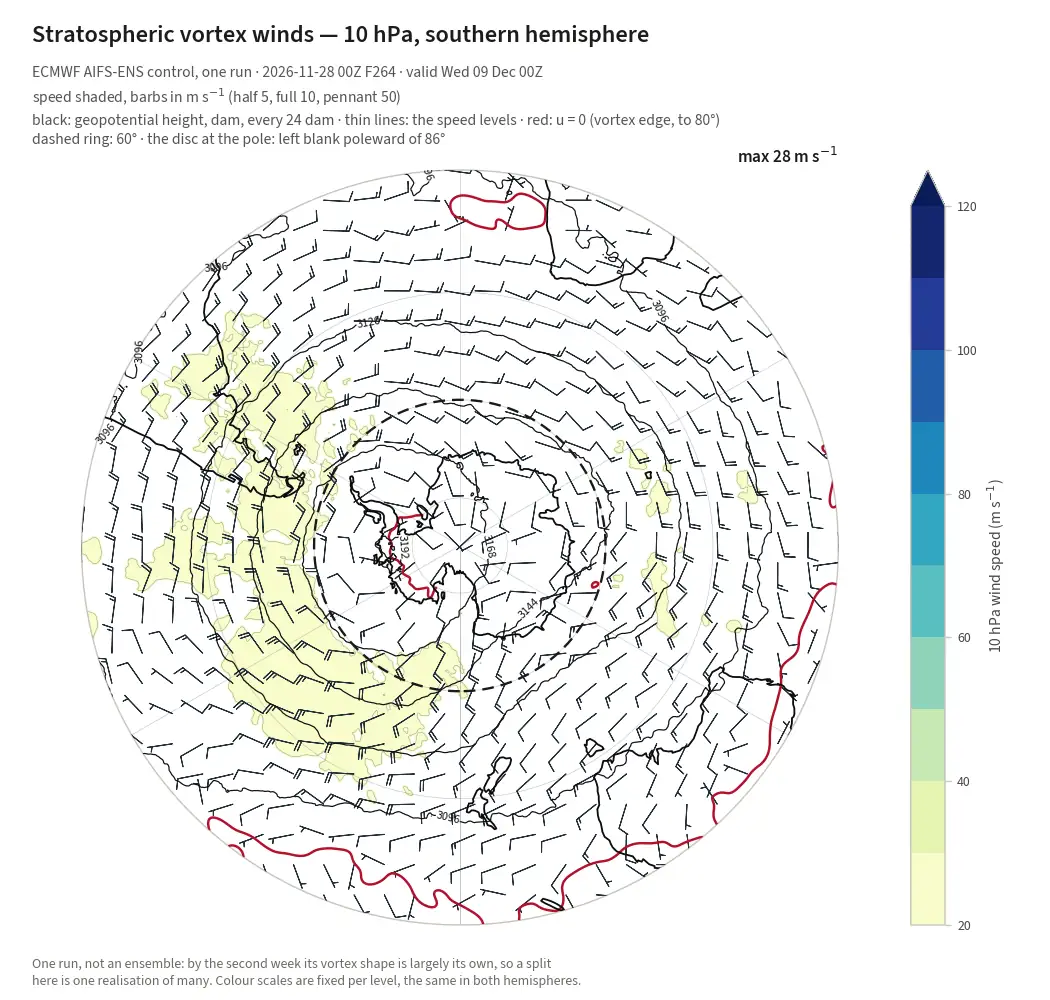 Stratospheric vortex winds — 10 hPa, southern hemisphere
ECMWF AIFS-ENS control, one run · 2026-11-28 00Z F264 · valid Wed 09 Dec 00Z
speed shaded, barbs in m s⁻¹ (half 5, full 10, pennant 50)
black: geopotential height, dam, every 24 dam · thin lines: the speed levels · red: u = 0 (vortex edge, to 80°)
dashed ring: 60° · the disc at the pole: left blank poleward of 86°
max 28 m s⁻¹
96
3096
3096
3120
3096
3096
3192
3168
3144
3096
120
100
80
60
40
20
10 hPa wind speed (m s⁻¹)
One run, not an ensemble: by the second week its vortex shape is largely its own, so a split
here is one realisation of many. Colour scales are fixed per level, the same in both hemispheres.